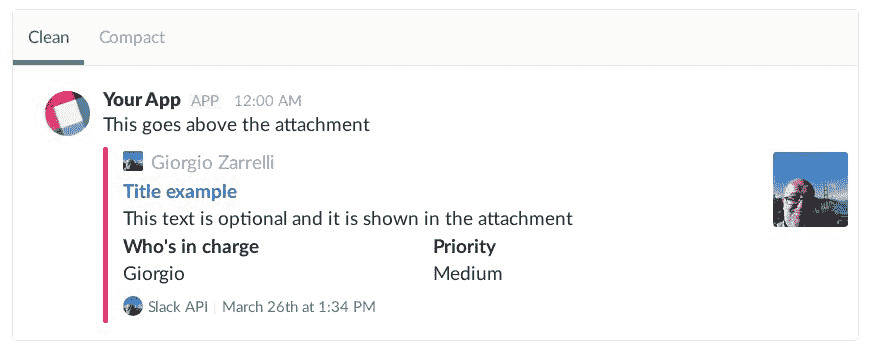 Clean Compact
Your App APP 12:00 AM
This goes above the attachment
Giorgio Zarrelli
Title example
This text is optional and it is shown in the attachment
Who's in charge Priority
Giorgio Medium
Slack API | March 26th at 1:34 PM